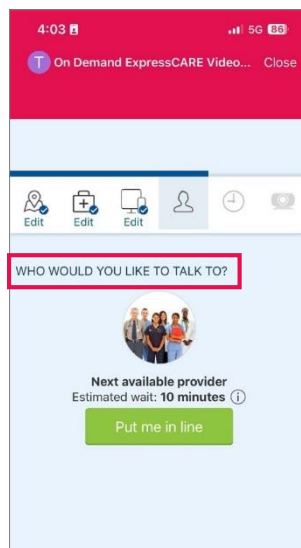 4:03
5G 86
T On Demand ExpressCARE Video... Close
Edit Edit Edit
WHO WOULD YOU LIKE TO TALK TO?
Next available provider
Estimated wait: 10 minutes i
Put me in line